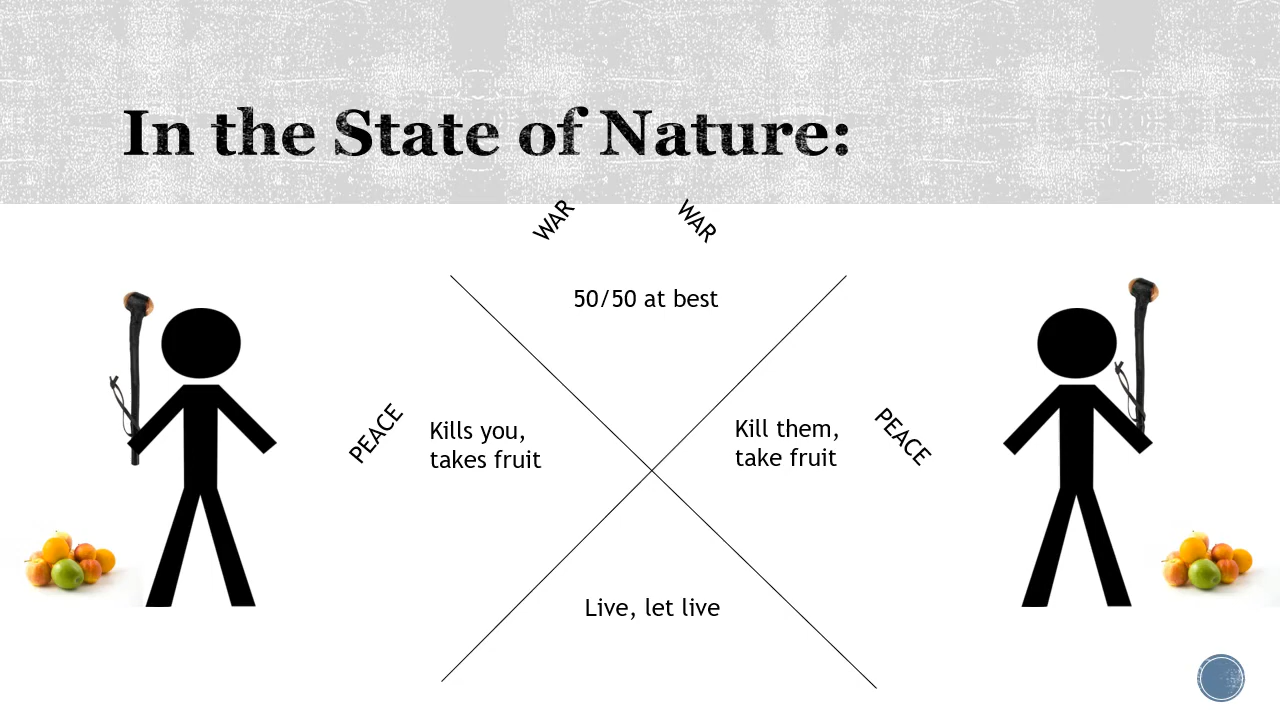 In the State of Nature:
WAR
WAR
50/50 at best
PEACE
Kills you,
takes fruit
Kill them,
take fruit
PEACE
Live, let live